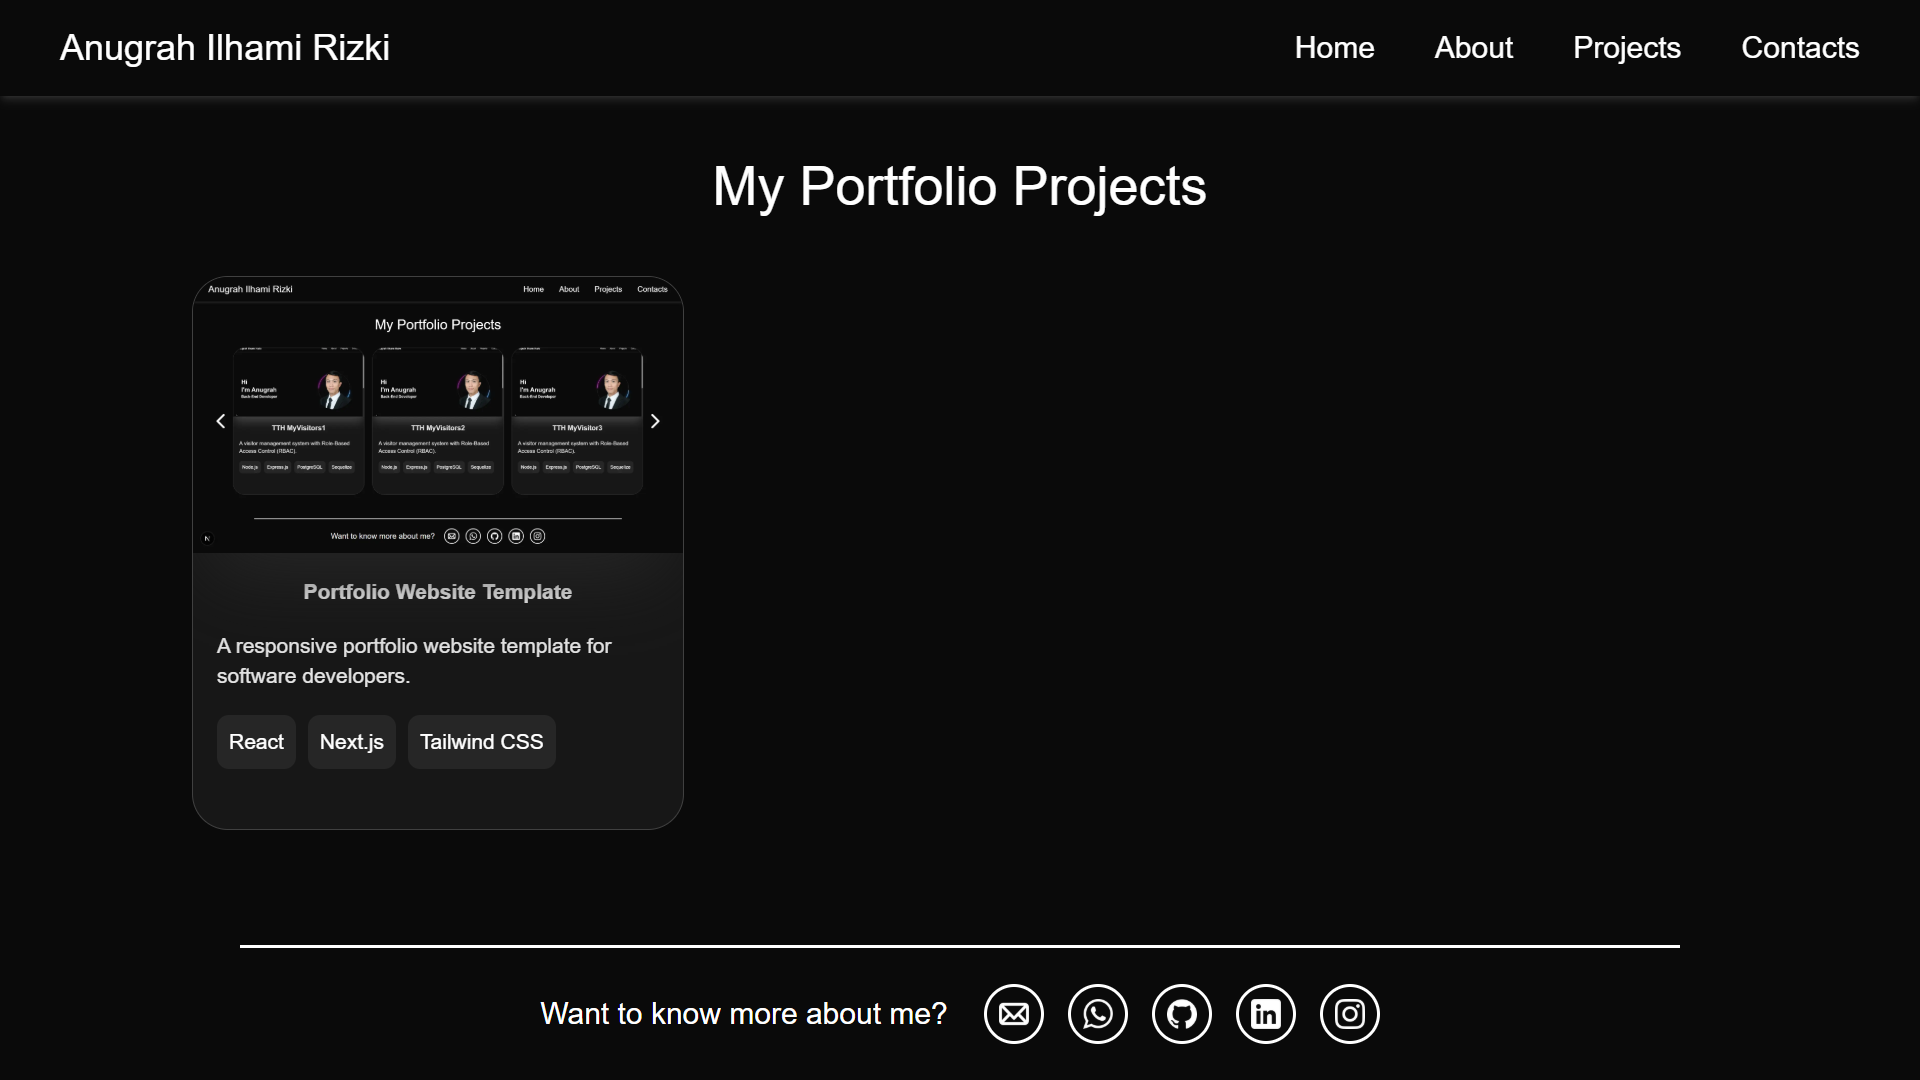 Anugrah Ilhami Rizki Home About Projects Contacts
My Portfolio Projects
Anugrah Ilhami Rizki Home About Projects Contacts
My Portfolio Projects
Hi Hi Hi
I'm Anugrah I'm Anugrah I'm Anugrah
Back-End Developer Back-End Developer Back-End Developer
TTH MyVisitors1 TTH MyVisitors2 TTH MyVisitor3
A visitor management system with Role-Based A visitor management system with Role-Based A visitor management system with Role-Based
Access Control (RBAC). Access Control (RBAC). Access Control (RBAC).
Node.js Express.js PostgreSQL Sequelize Node.js Express.js PostgreSQL Sequelize Node.js Express.js PostgreSQL Sequelize
Want to know more about me?
N
Portfolio Website Template
A responsive portfolio website template for
software developers.
React Next.js Tailwind CSS
Want to know more about me?